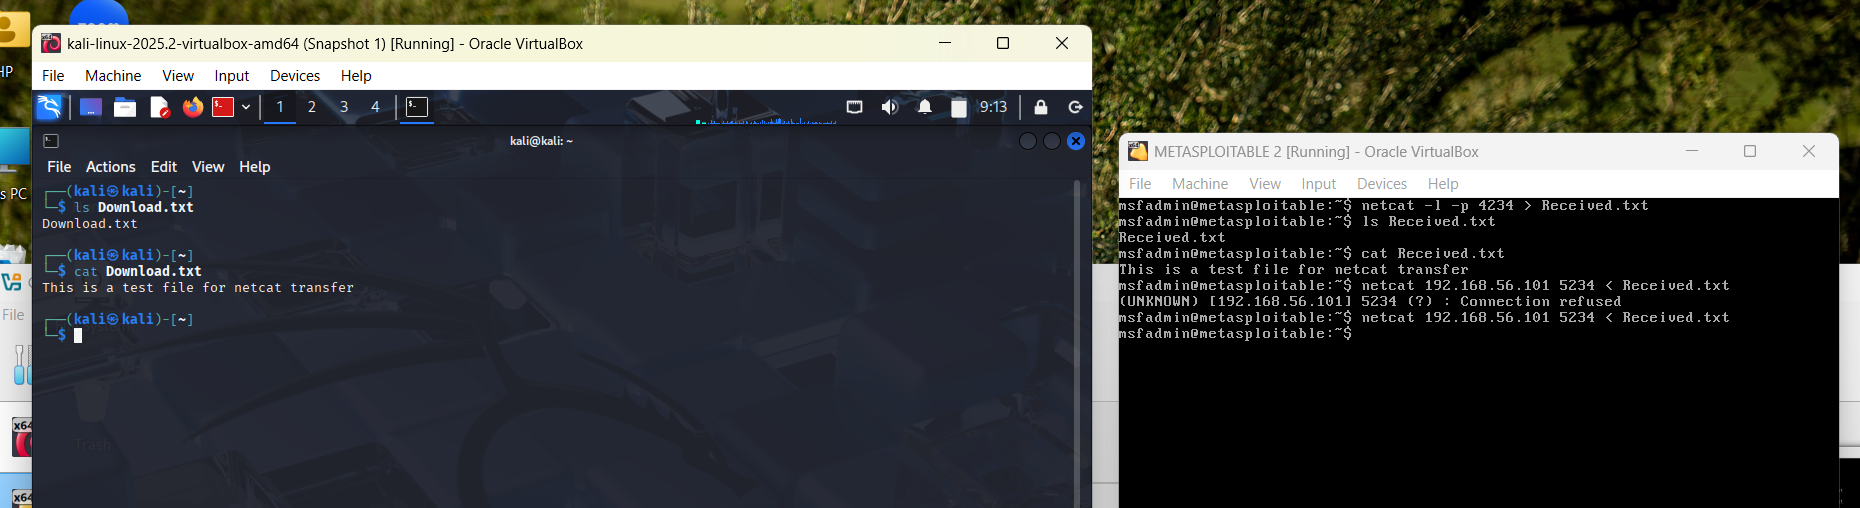 zoom
HP
s PC
File
x64
x64
kali-linux-2025.2-virtualbox-amd64 (Snapshot 1) [Running] - Oracle VirtualBox
File Machine View Input Devices Help
1 2 3 4 9:13
kali@kali: ~
File Actions Edit View Help
┌──(kali㉿kali)-[~]
└─$ ls Download.txt
Download.txt
┌──(kali㉿kali)-[~]
└─$ cat Download.txt
This is a test file for netcat transfer
┌──(kali㉿kali)-[~]
└─$
Trash
METASPLOITABLE 2 [Running] - Oracle VirtualBox
File Machine View Input Devices Help
msfadmin@metasploitable:~$ netcat -l -p 4234 > Received.txt
msfadmin@metasploitable:~$ ls Received.txt
Received.txt
msfadmin@metasploitable:~$ cat Received.txt
This is a test file for netcat transfer
msfadmin@metasploitable:~$ netcat 192.168.56.101 5234 < Received.txt
(UNKNOWN) [192.168.56.101] 5234 (?) : Connection refused
msfadmin@metasploitable:~$ netcat 192.168.56.101 5234 < Received.txt
msfadmin@metasploitable:~$